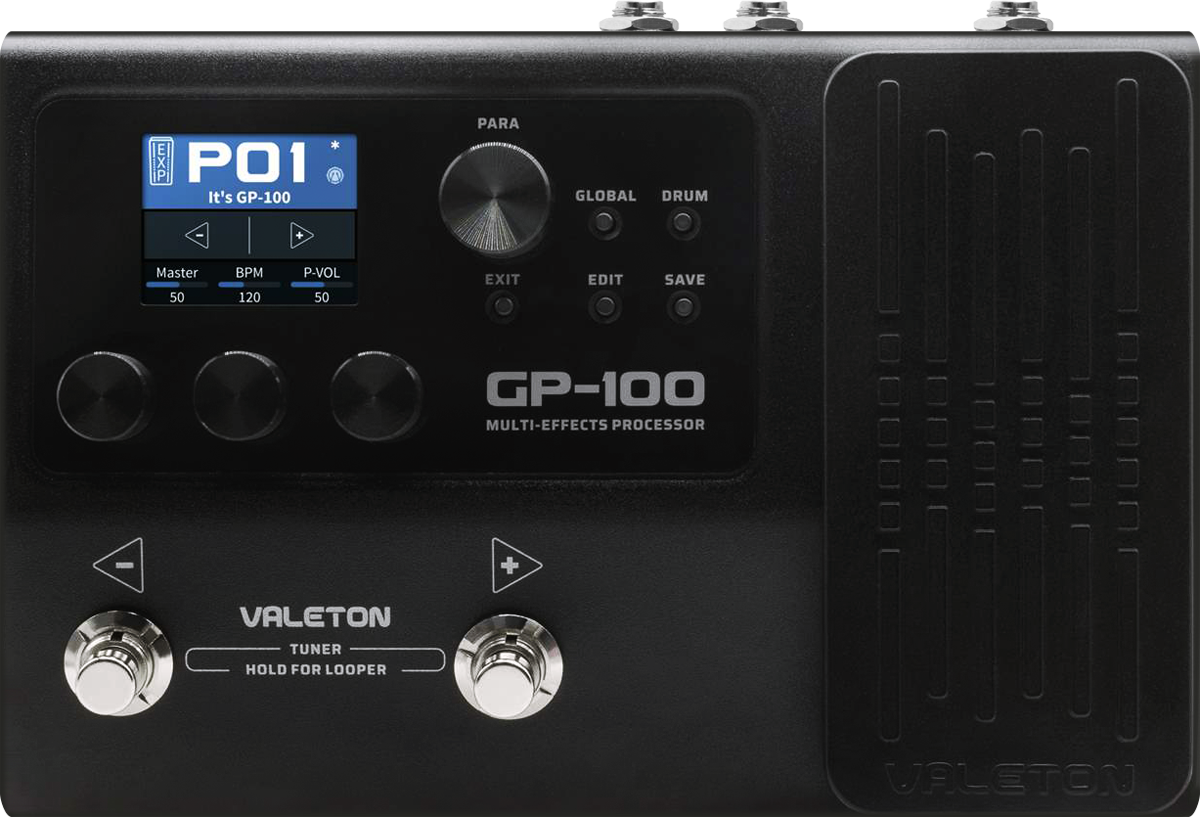 EXP
P01 *
It's GP-100
- +
Master BPM P-VOL
50 120 50
PARA
GLOBAL DRUM
EXIT EDIT SAVE
GP-100
MULTI-EFFECTS PROCESSOR
- +
VALETON
TUNER
HOLD FOR LOOPER
VALETON